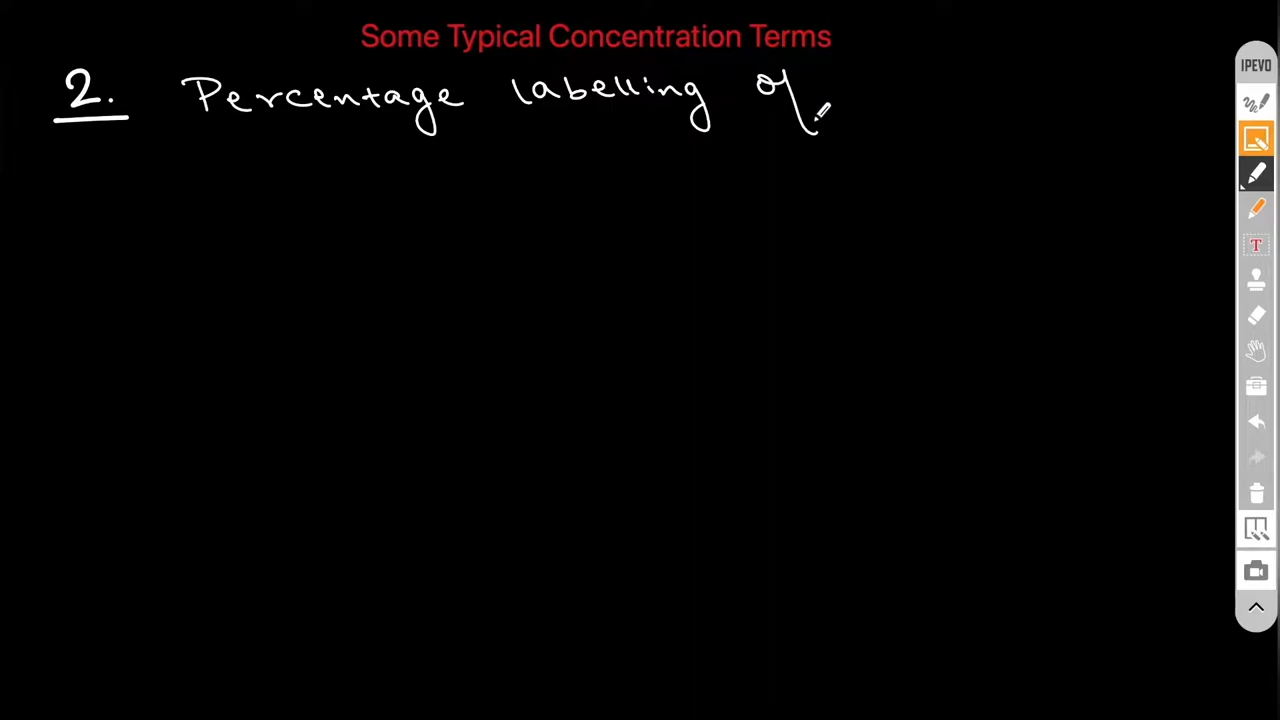 Some Typical Concentration Terms
2. Percentage labelling of
IPEVO
T